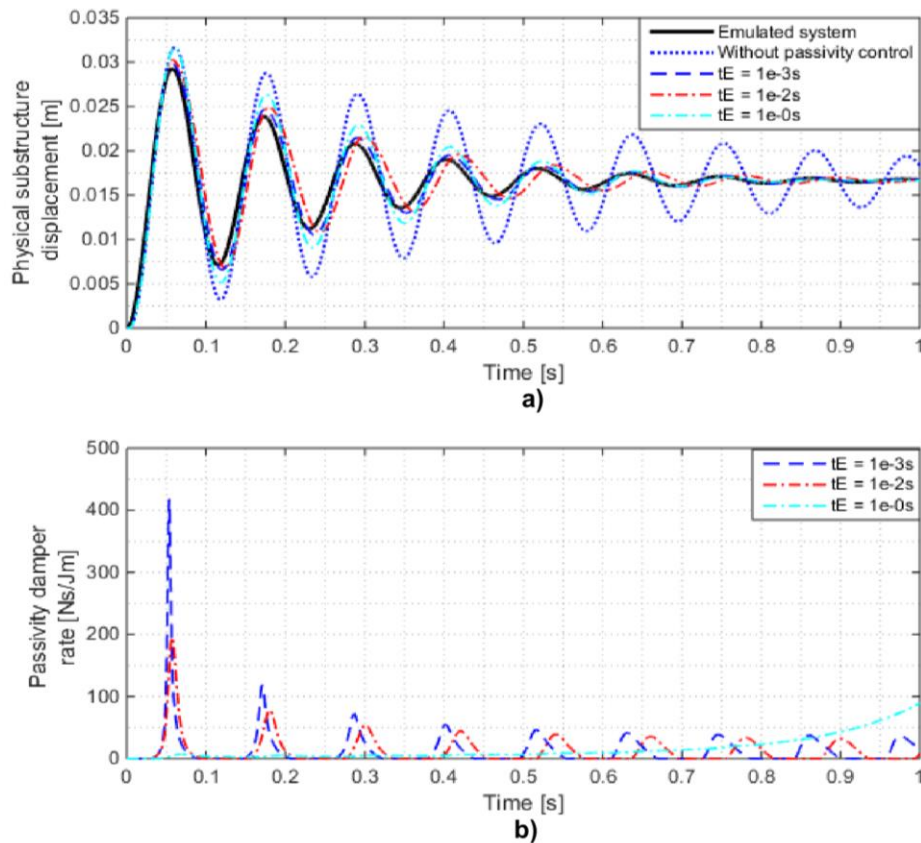 0.035
0.03
0.025
0.02
0.015
0.01
0.005
0
Physical substructure
displacement [m]
Emulated system
Without passivity control
tE = 1e-3s
tE = 1e-2s
tE = 1e-0s
0 0.1 0.2 0.3 0.4 0.5 0.6 0.7 0.8 0.9 1
Time [s]
a)
500
400
300
200
100
0
Passivity damper
rate [Ns/Jm]
tE = 1e-3s
tE = 1e-2s
tE = 1e-0s
0 0.1 0.2 0.3 0.4 0.5 0.6 0.7 0.8 0.9 1
Time [s]
b)